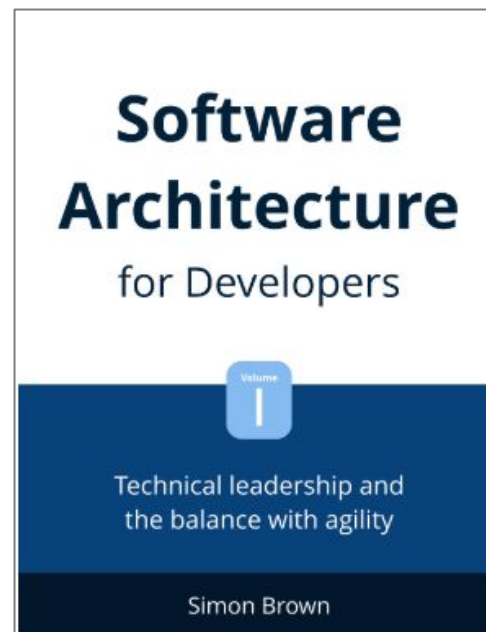 Software
Architecture
for Developers
Volume
I
Technical leadership and
the balance with agility
Simon Brown